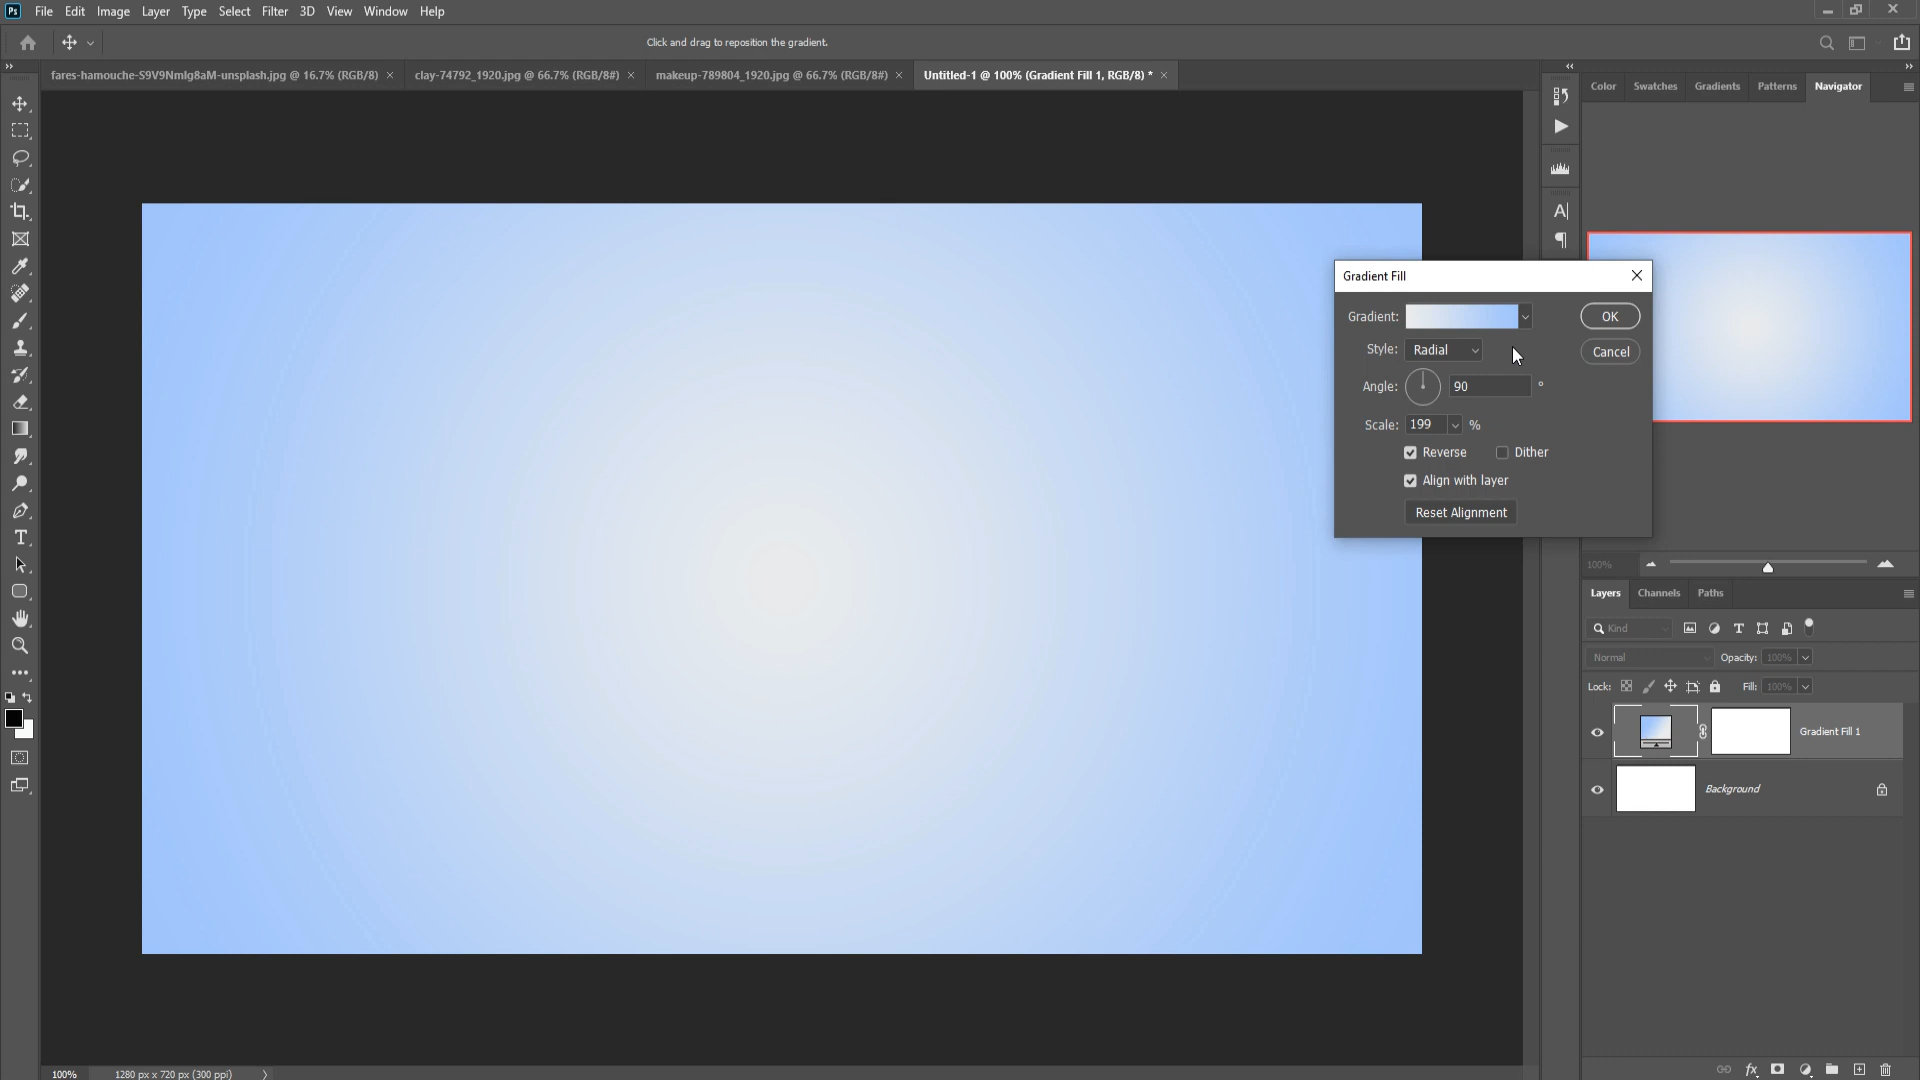 Ps File Edit Image Layer Type Select Filter 3D View Window Help
Click and drag to reposition the gradient.
fares-hamouche-S9V9Nmlg8aM-unsplash.jpg @ 16.7% (RGB/8) × clay-74792_1920.jpg @ 66.7% (RGB/8#) × makeup-789804_1920.jpg @ 66.7% (RGB/8#) × Untitled-1 @ 100% (Gradient Fill 1, RGB/8) * ×
Color Swatches Gradients Patterns Navigator
Gradient Fill
Gradient:
OK
Style: Radial
Cancel
Angle: 90 °
Scale: 199 %
Reverse Dither
Align with layer
Reset Alignment
100%
Layers Channels Paths
Kind
Normal Opacity: 100%
Lock: Fill: 100%
Gradient Fill 1
Background
fx
100% 1280 px x 720 px (300 ppi)